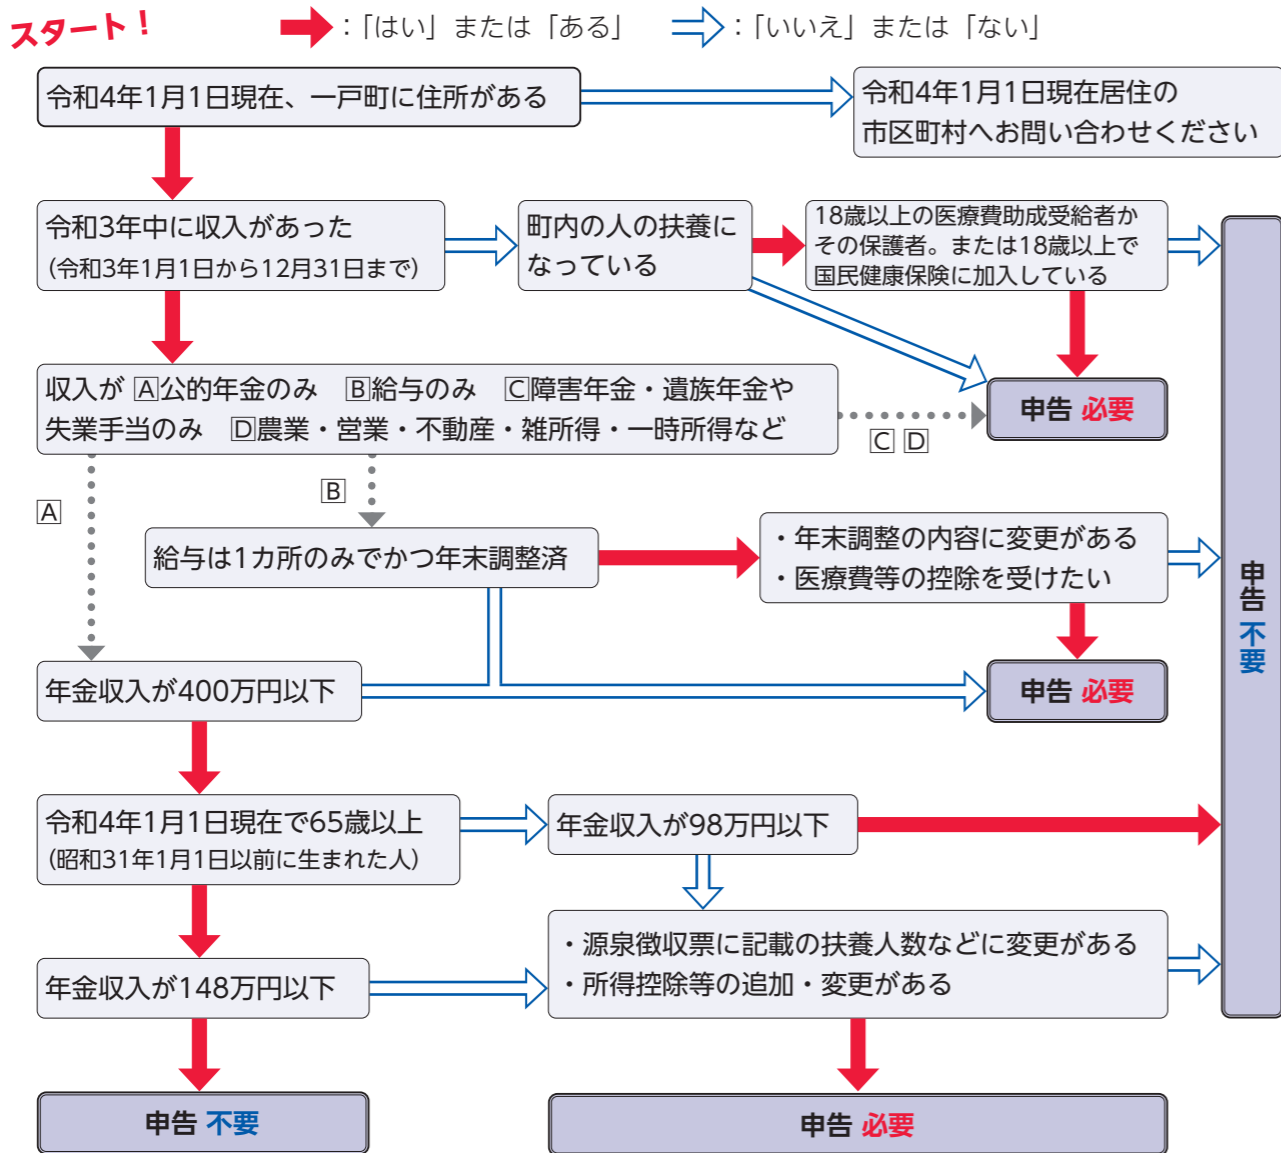 スタート！
：「はい」または「ある」
：「いいえ」または「ない」
令和4年1月1日現在、一戸町に住所がある
令和4年1月1日現在居住の
市区町村へお問い合わせください
令和3年中に収入があった
（令和3年1月1日から12月31日まで）
町内の人の扶養に
なっている
18歳以上の医療費助成受給者か
その保護者。または18歳以上で
国民健康保険に加入している
収入が A公的年金のみ B給与のみ C障害年金・遺族年金や
失業手当のみ D農業・営業・不動産・雑所得・一時所得など
C D
申告 必要
A
B
給与は1カ所のみでかつ年末調整済
・年末調整の内容に変更がある
・医療費等の控除を受けたい
申告 不要
年金収入が400万円以下
申告 必要
令和4年1月1日現在で65歳以上
（昭和31年1月1日以前に生まれた人）
年金収入が98万円以下
年金収入が148万円以下
・源泉徴収票に記載の扶養人数などに変更がある
・所得控除等の追加・変更がある
申告 不要
申告 必要